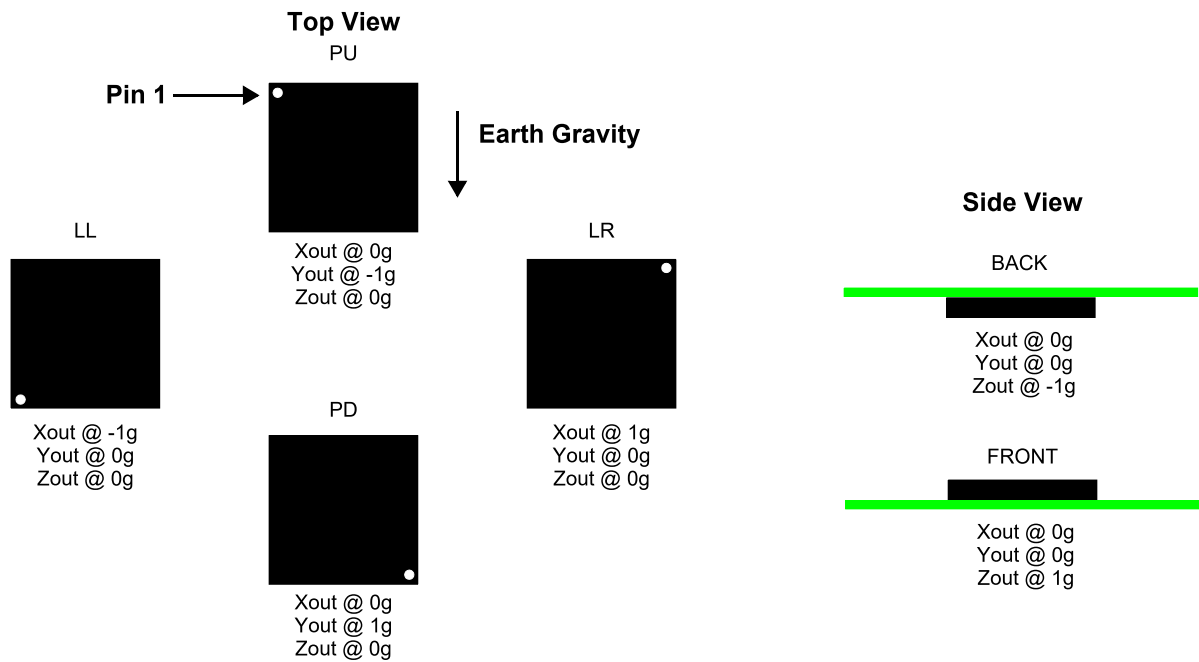 Top View
PU
Pin 1
Earth Gravity
Xout @ 0g
Yout @ -1g
Zout @ 0g
LL
Xout @ -1g
Yout @ 0g
Zout @ 0g
LR
Xout @ 1g
Yout @ 0g
Zout @ 0g
PD
Xout @ 0g
Yout @ 1g
Zout @ 0g
Side View
BACK
Xout @ 0g
Yout @ 0g
Zout @ -1g
FRONT
Xout @ 0g
Yout @ 0g
Zout @ 1g